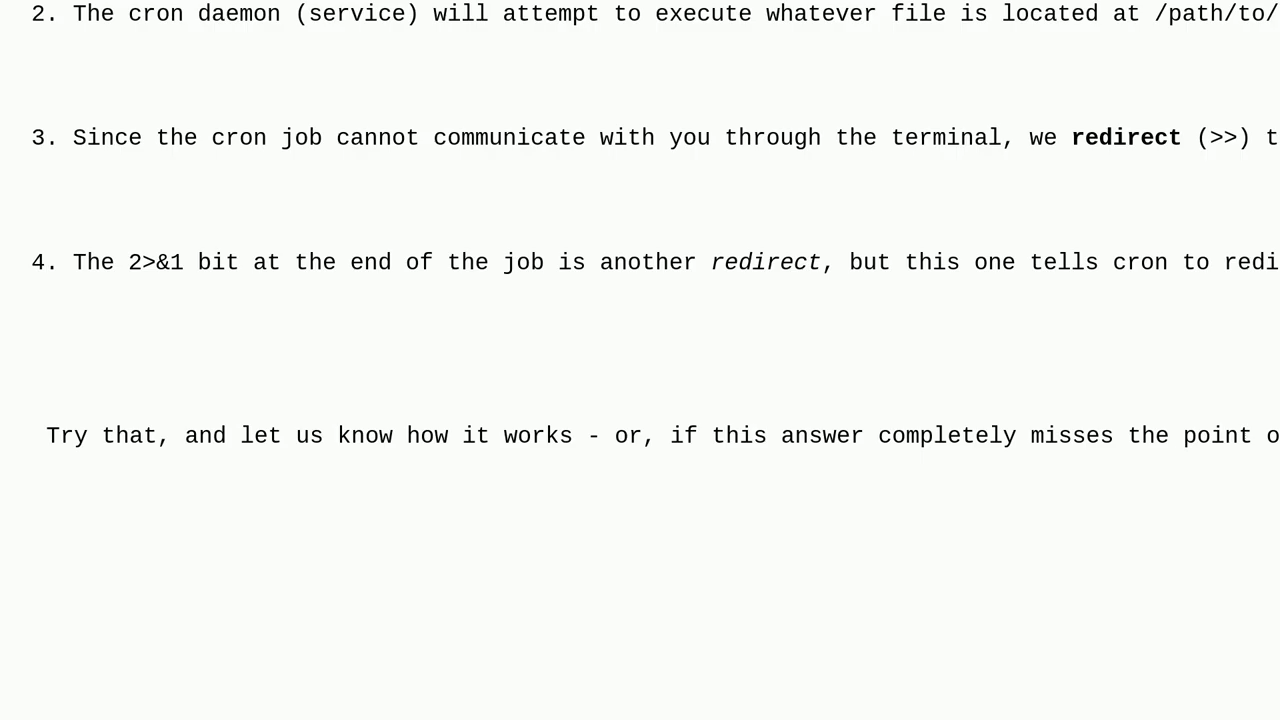 2. The cron daemon (service) will attempt to execute whatever file is located at /path/to/
3. Since the cron job cannot communicate with you through the terminal, we redirect (>>) t
4. The 2>&1 bit at the end of the job is another redirect, but this one tells cron to redi
Try that, and let us know how it works - or, if this answer completely misses the point o